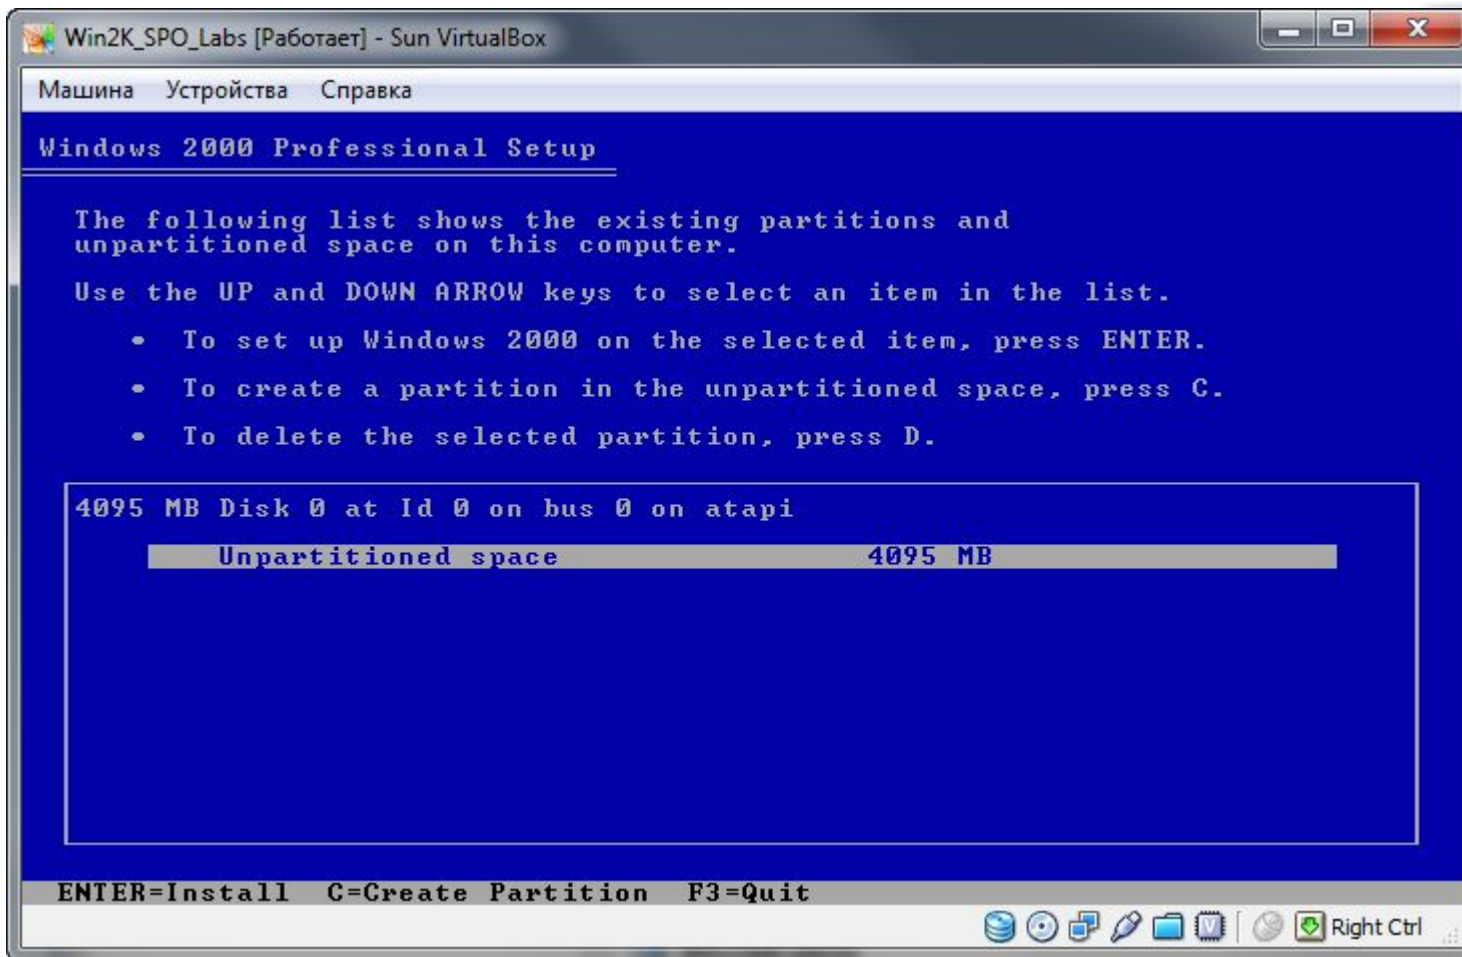 Win2K_SPO_Labs [Работает] - Sun VirtualBox
Машина Устройства Справка
Windows 2000 Professional Setup
The following list shows the existing partitions and
unpartitioned space on this computer.
Use the UP and DOWN ARROW keys to select an item in the list.
• To set up Windows 2000 on the selected item, press ENTER.
• To create a partition in the unpartitioned space, press C.
• To delete the selected partition, press D.
4095 MB Disk 0 at Id 0 on bus 0 on atapi
Unpartitioned space 4095 MB
ENTER=Install C=Create Partition F3=Quit
Right Ctrl